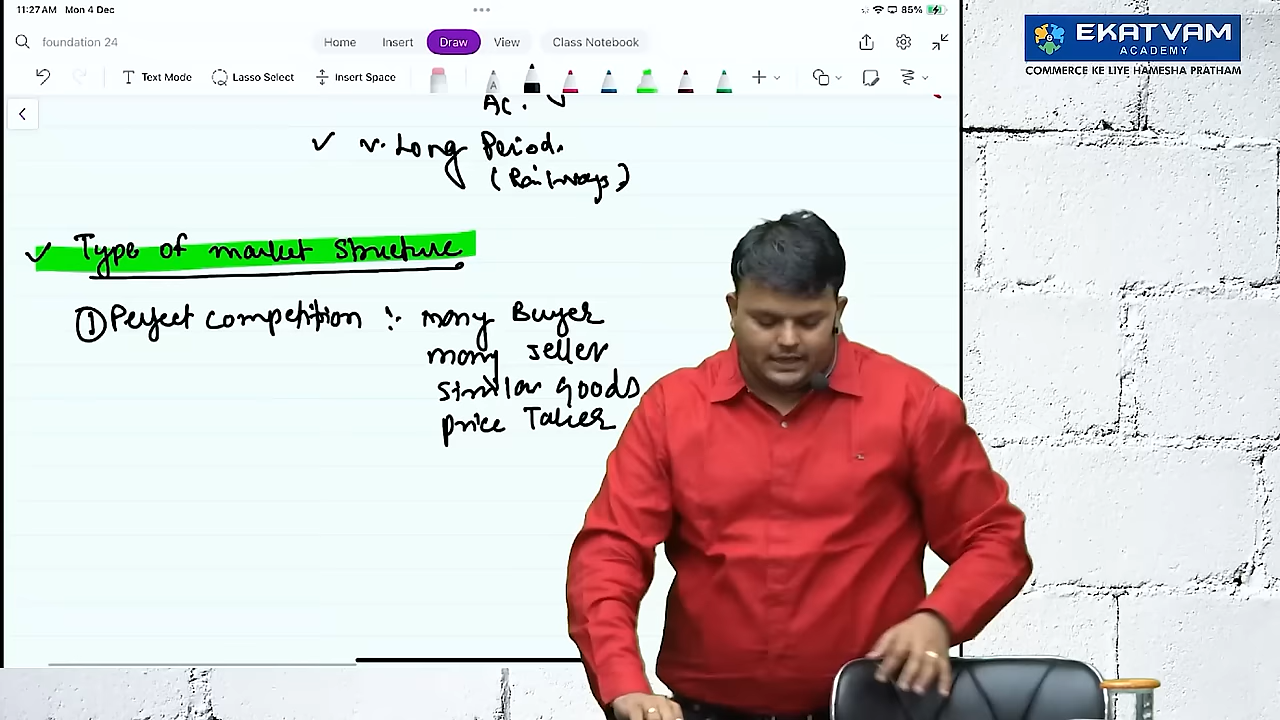 11:27 AM Mon 4 Dec
85%
foundation 24
Home Insert Draw View Class Notebook
Text Mode Lasso Select Insert Space
AC.
v. Long Period.
(Railways)
Type of market Structure
① Perfect competition :- many Buyer
many seller
similar goods
price Taker
EKATVAM
ACADEMY
COMMERCE KE LIYE HAMESHA PRATHAM